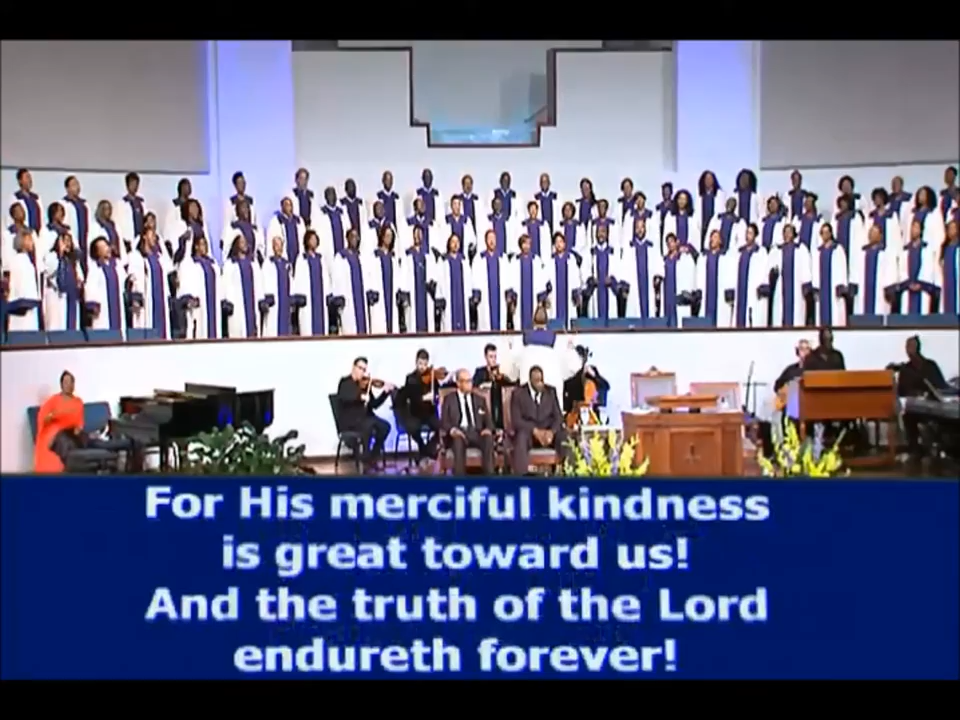 For His merciful kindness
is great toward us!
And the truth of the Lord
endureth forever!